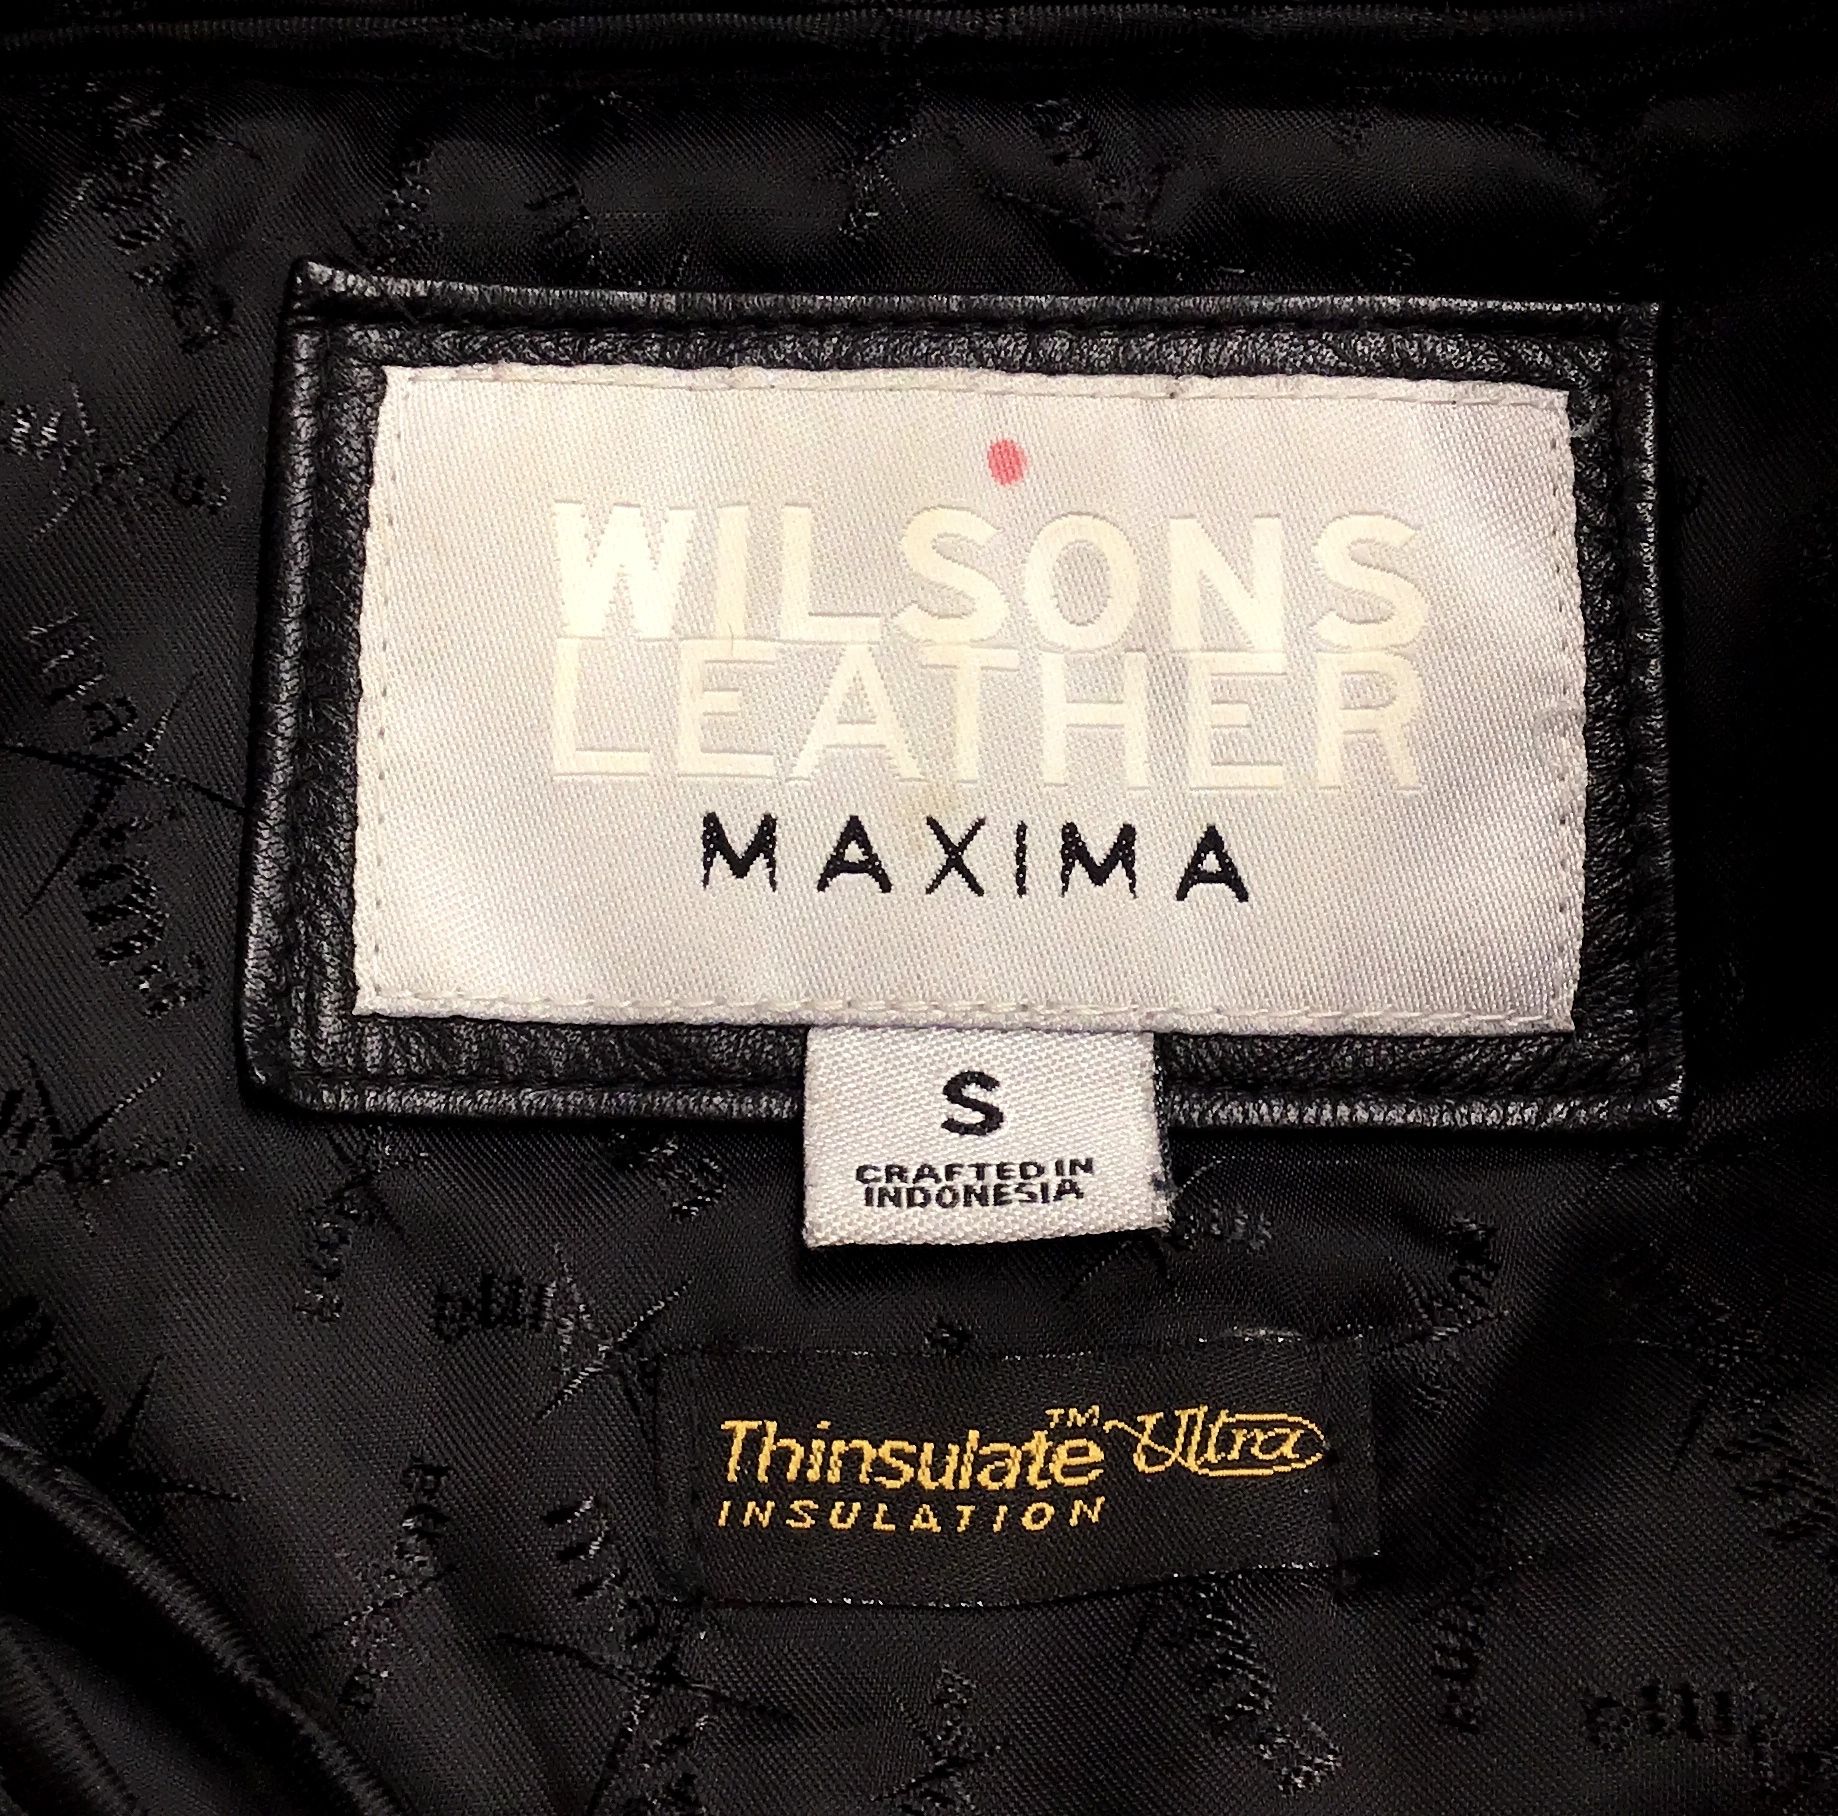 WILSONS
LEATHER
MAXIMA
S
CRAFTED IN
INDONESIA
Thinsulate™ Ultra
INSULATION